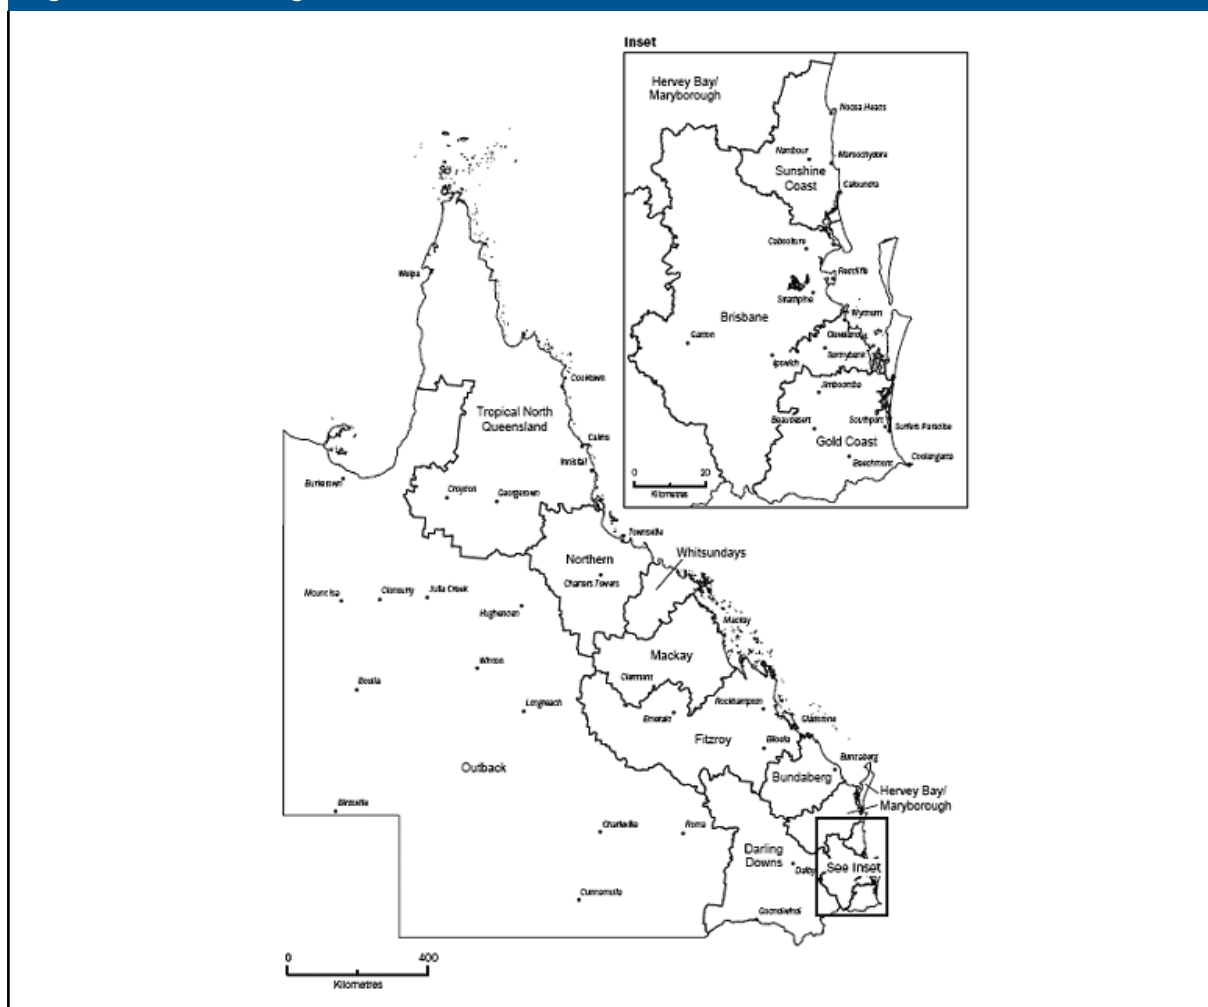 Inset
Hervey Bay/
Maryborough
Noosa Heads
Nambour
Maroochydore
Sunshine
Coast
Caloundra
Caboolture
Redcliffe
Strathpine
Wynnum
Brisbane
Cleveland
Gatton
Sunnybank
Ipswich
Jimboomba
Beaudesert
Southport
Surfers Paradise
Gold Coast
Beechmont
Coolangatta
0 20
Kilometres
Weipa
Cooktown
Tropical North
Queensland
Cairns
Innisfail
Burketown
Croydon
Georgetown
Townsville
Northern
Whitsundays
Charters Towers
Mount Isa
Cloncurry
Julia Creek
Hughenden
Mackay
Mackay
Winton
Clermont
Boulia
Longreach
Rockhampton
Emerald
Gladstone
Fitzroy
Biloela
Bundaberg
Outback
Bundaberg
Hervey Bay/
Maryborough
Birdsville
Charleville
Roma
Darling
Downs
Dalby
See Inset
Cunnamulla
Goondiwindi
0 400
Kilometres